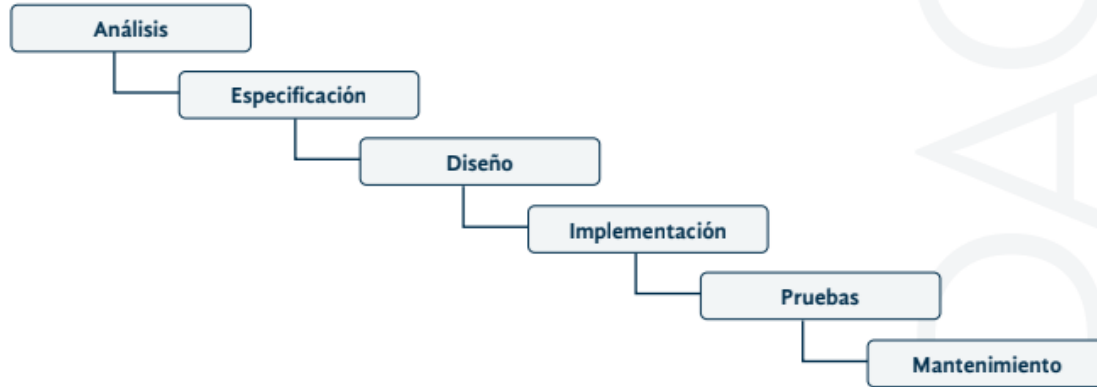 Análisis
Especificación
Diseño
Implementación
Pruebas
Mantenimiento